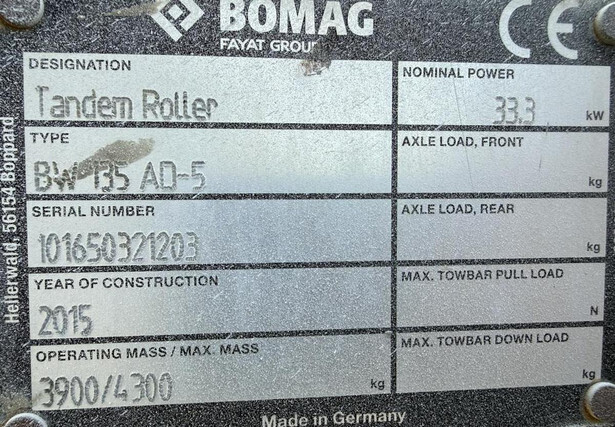 BOMAG
FAYAT GROUP
CE
DESIGNATION
Tandem Roller
NOMINAL POWER
33,3 kW
TYPE
BW 135 AD-5
AXLE LOAD, FRONT
kg
SERIAL NUMBER
101650321203
AXLE LOAD, REAR
kg
YEAR OF CONSTRUCTION
2015
MAX. TOWBAR PULL LOAD
N
OPERATING MASS / MAX. MASS
3900/4300 kg
MAX. TOWBAR DOWN LOAD
kg
Hellerwald, 56154 Boppard
Made in Germany